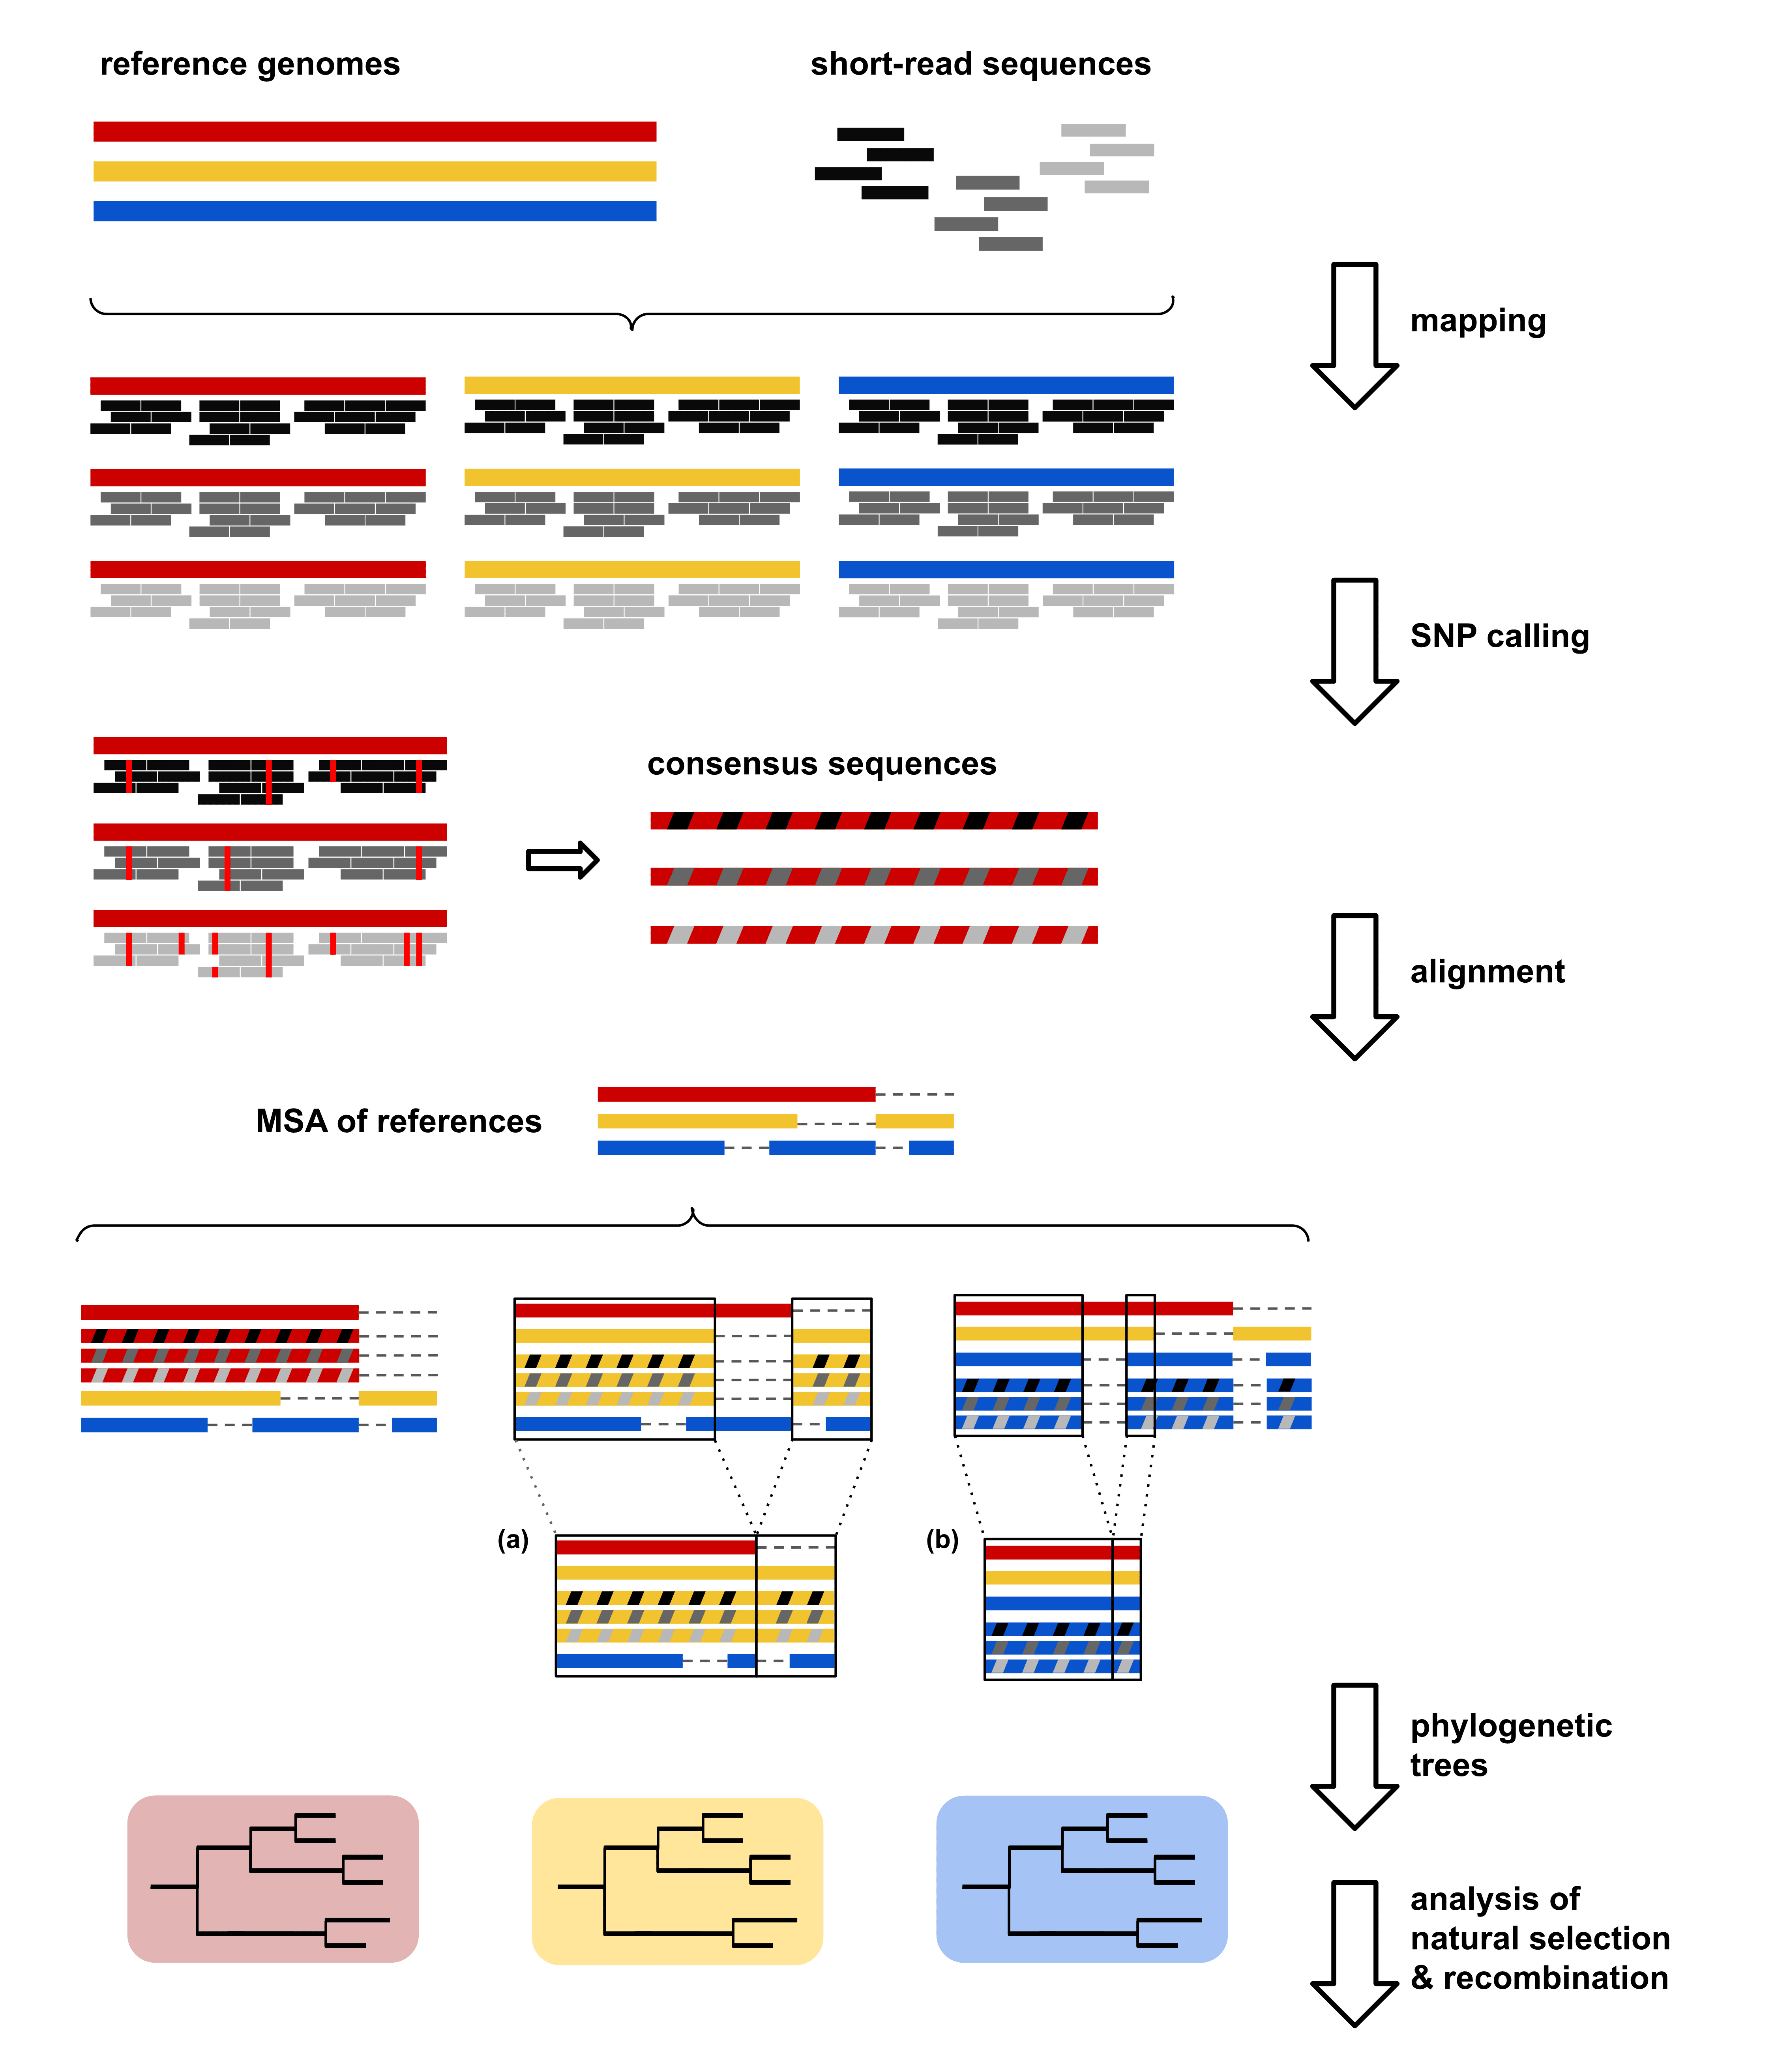 reference genomes
short-read sequences
mapping
SNP calling
consensus sequences
alignment
MSA of references
(a)
(b)
phylogenetic
trees
analysis of
natural selection
& recombination